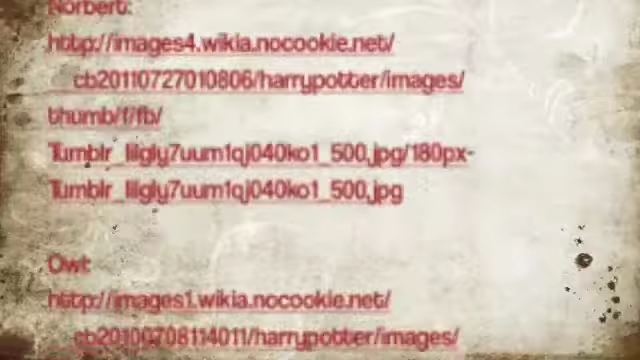 Norbert:
http://images4.wikia.nocookie.net/
__cb20110727010806/harrypotter/images/
thumb/f/fb/
Tumblr_lilgly7uum1qj040ko1_500.jpg/180px-
Tumblr_lilgly7uum1qj040ko1_500.jpg
Owl:
http://images1.wikia.nocookie.net/
__cb20100708114011/harrypotter/images/